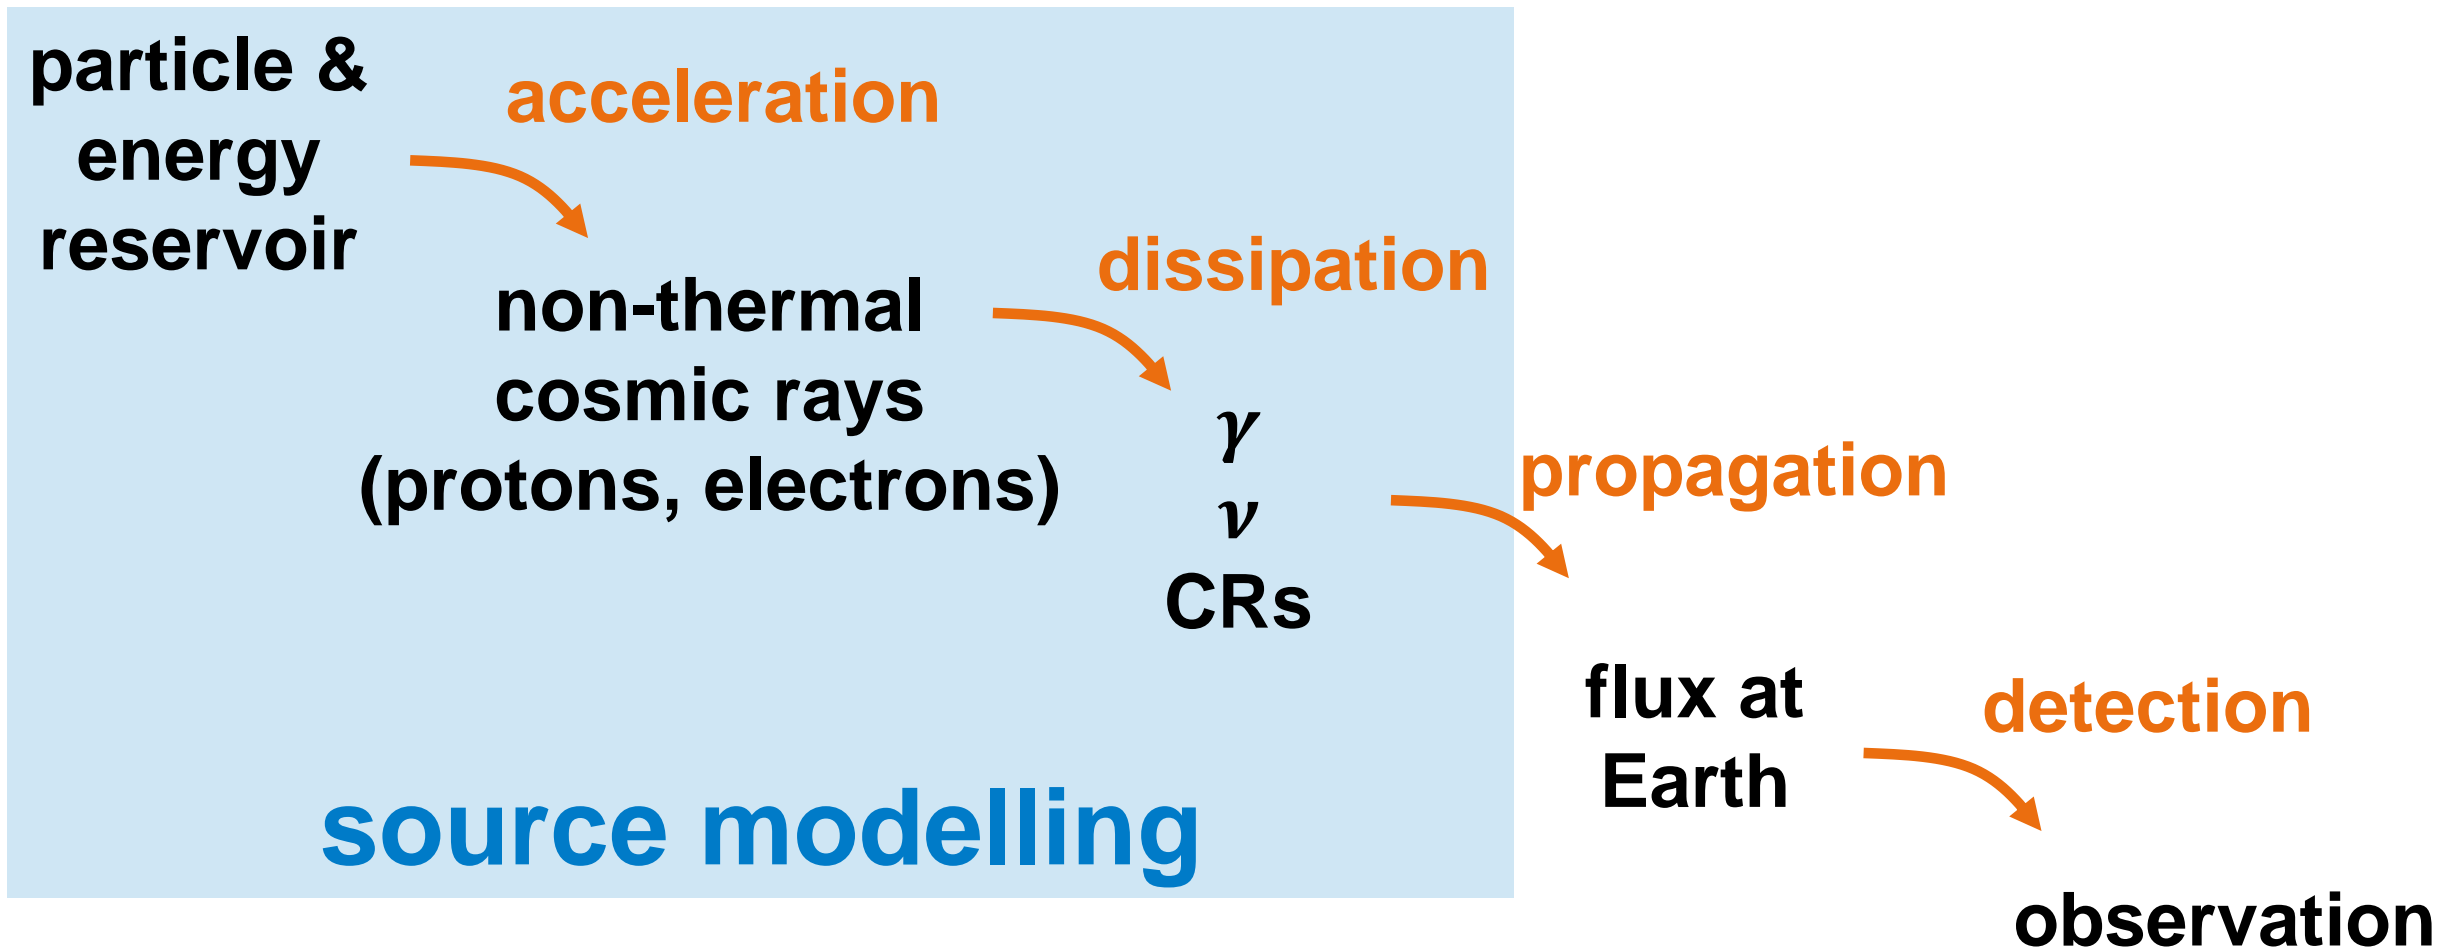 particle &
energy
reservoir
acceleration
non-thermal
cosmic rays
(protons, electrons)
dissipation
γ
ν
CRs
propagation
flux at
Earth
detection
observation
source modelling